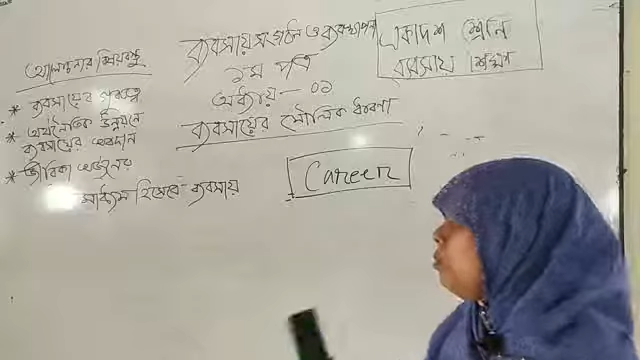 আলোচনার বিষয়বস্তু
* ব্যবসায়ের গুরুত্ব
* অর্থনৈতিক উন্নয়নে
ব্যবসায়ের অবদান
* জীবিকা অর্জনের
মাধ্যম হিসেবে ব্যবসায়
ব্যবসায় সংগঠন ও ব্যবস্থাপনা
১ম পত্র
অধ্যায় - ০১
ব্যবসায়ের মৌলিক ধারণা
Career
একাদশ শ্রেনি
ব্যবসায় শিক্ষা